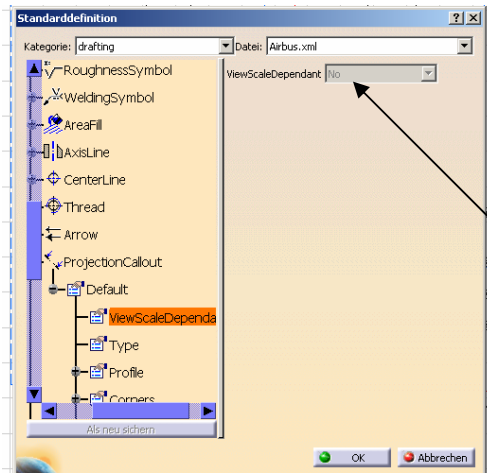 Standarddefinition
Kategorie: drafting Datei: Airbus.xml
RoughnessSymbol
ViewScaleDependant No
WeldingSymbol
AreaFill
AxisLine
CenterLine
Thread
Arrow
ProjectionCallout
Default
ViewScaleDependa
Type
Profile
Corners
Als neu sichern
OK Abbrechen